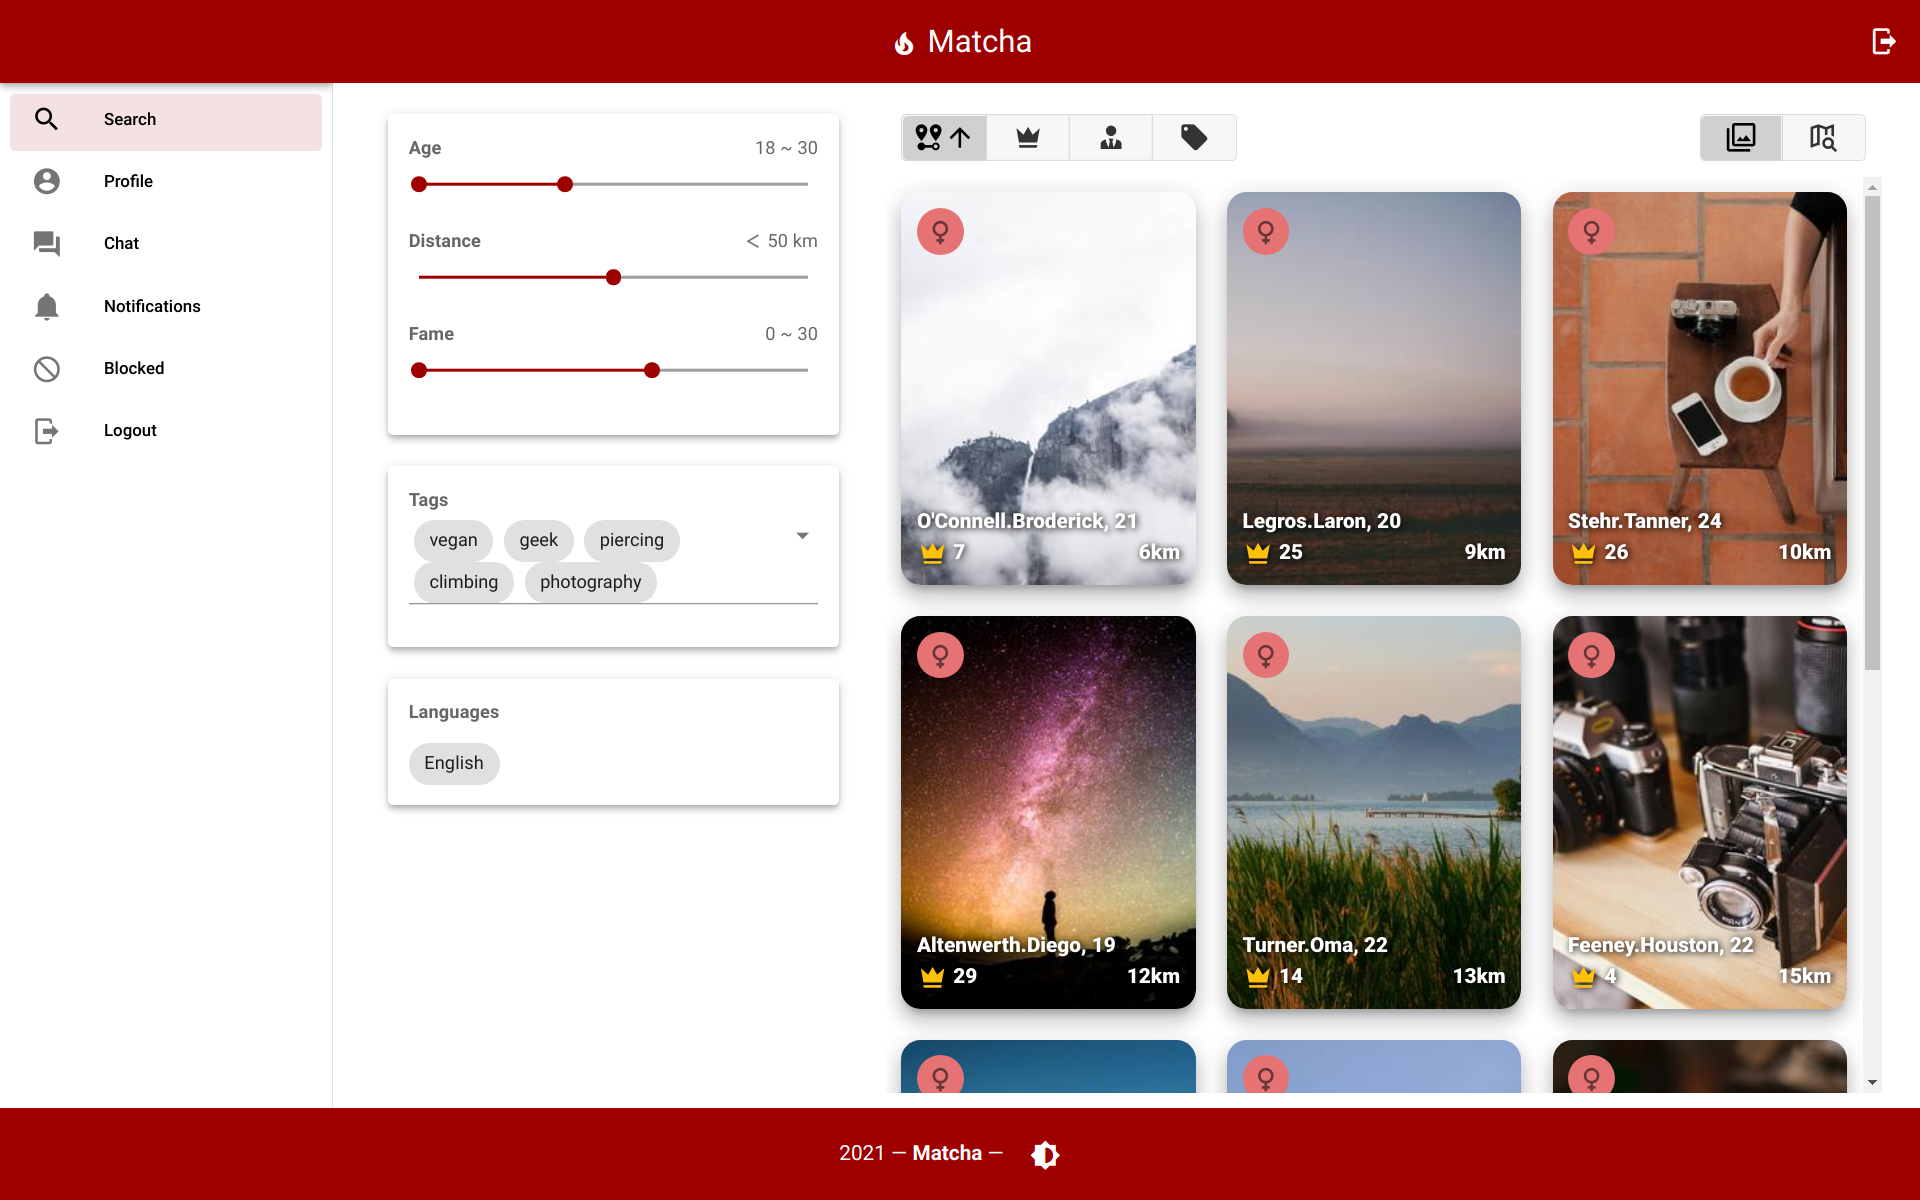 Matcha
Search
Profile
Chat
Notifications
Blocked
Logout
Age 18 ~ 30
Distance < 50 km
Fame 0 ~ 30
Tags
vegan geek piercing
climbing photography
Languages
English
O'Connell.Broderick, 21
7 6km
Legros.Laron, 20
25 9km
Stehr.Tanner, 24
26 10km
Altenwerth.Diego, 19
29 12km
Turner.Oma, 22
14 13km
Feeney.Houston, 22
4 15km
2021 — Matcha —